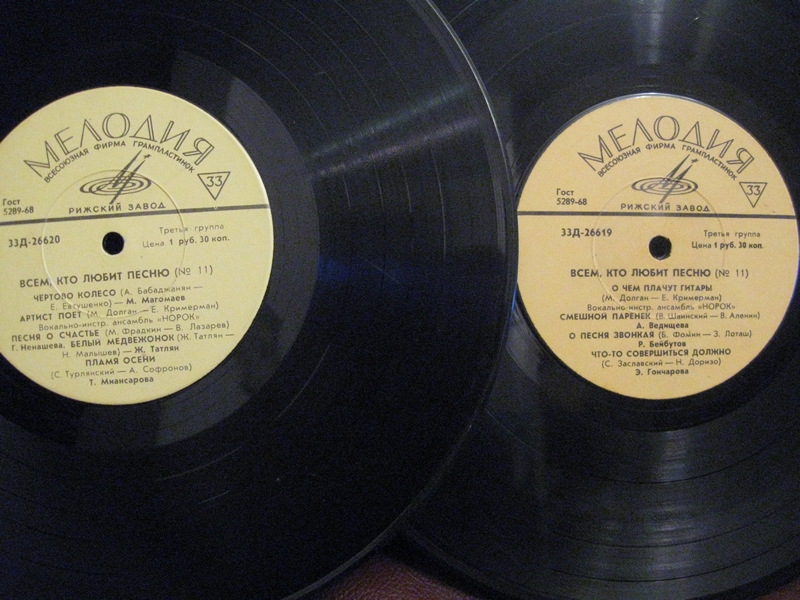 МЕЛОДИЯ
ВСЕСОЮЗНАЯ ФИРМА ГРАМПЛАСТИНОК
33
Гост
5289-68
РИЖСКИЙ ЗАВОД
33Д-26620
Третья группа
Цена 1 руб. 30 коп.
ВСЕМ, КТО ЛЮБИТ ПЕСНЮ (№ 11)
ЧЕРТОВО КОЛЕСО (А. Бабаджанян—
Е. Евтушенко) — М. Магомаев
АРТИСТ ПОЕТ (М. Долган — Е. Кримерман)
Вокально-инстр. ансамбль „НОРОК"
ПЕСНЯ О СЧАСТЬЕ (М. Фрадкин — В. Лазарев)
Г. Ненашева. БЕЛЫЙ МЕДВЕЖОНОК (Ж. Татлян —
Н. Малышев) — Ж. Татлян
ПЛАМЯ ОСЕНИ
(С. Турлянский — А. Софронов)
Т. Миансарова
МЕЛОДИЯ
ВСЕСОЮЗНАЯ ФИРМА ГРАМПЛАСТИНОК
33
Гост
5289-68
РИЖСКИЙ ЗАВОД
33Д-26619
Третья группа
Цена 1 руб. 30 коп.
ВСЕМ, КТО ЛЮБИТ ПЕСНЮ (№ 11)
О ЧЕМ ПЛАЧУТ ГИТАРЫ
(М. Долган — Е. Кримерман)
Вокально-инстр. ансамбль „НОРОК"
СМЕШНОЙ ПАРЕНЕК (В. Шаинский — В. Аленин)
А. Ведищева
О ПЕСНЯ ЗВОНКАЯ (Б. Фомин — З. Лоташ)
Р. Бейбутов
ЧТО-ТО СОВЕРШИТЬСЯ ДОЛЖНО
(С. Заславский — Н. Доризо)
Э. Гончарова